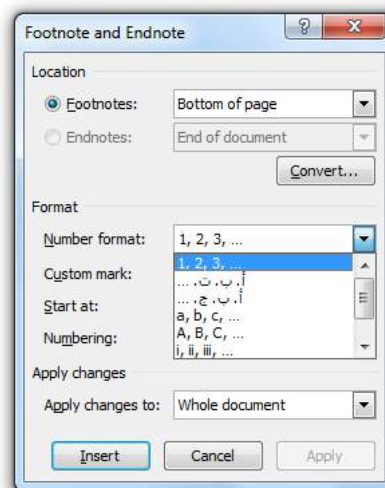 Footnote and Endnote
Location
Footnotes: Bottom of page
Endnotes: End of document
Convert...
Format
Number format: 1, 2, 3, ...
1, 2, 3, ...
أ، ب، ت، ...
Custom mark:
أ، ب، ج، ...
Start at:
a, b, c, ...
A, B, C, ...
Numbering:
i, ii, iii, ...
Apply changes
Apply changes to: Whole document
Insert Cancel Apply